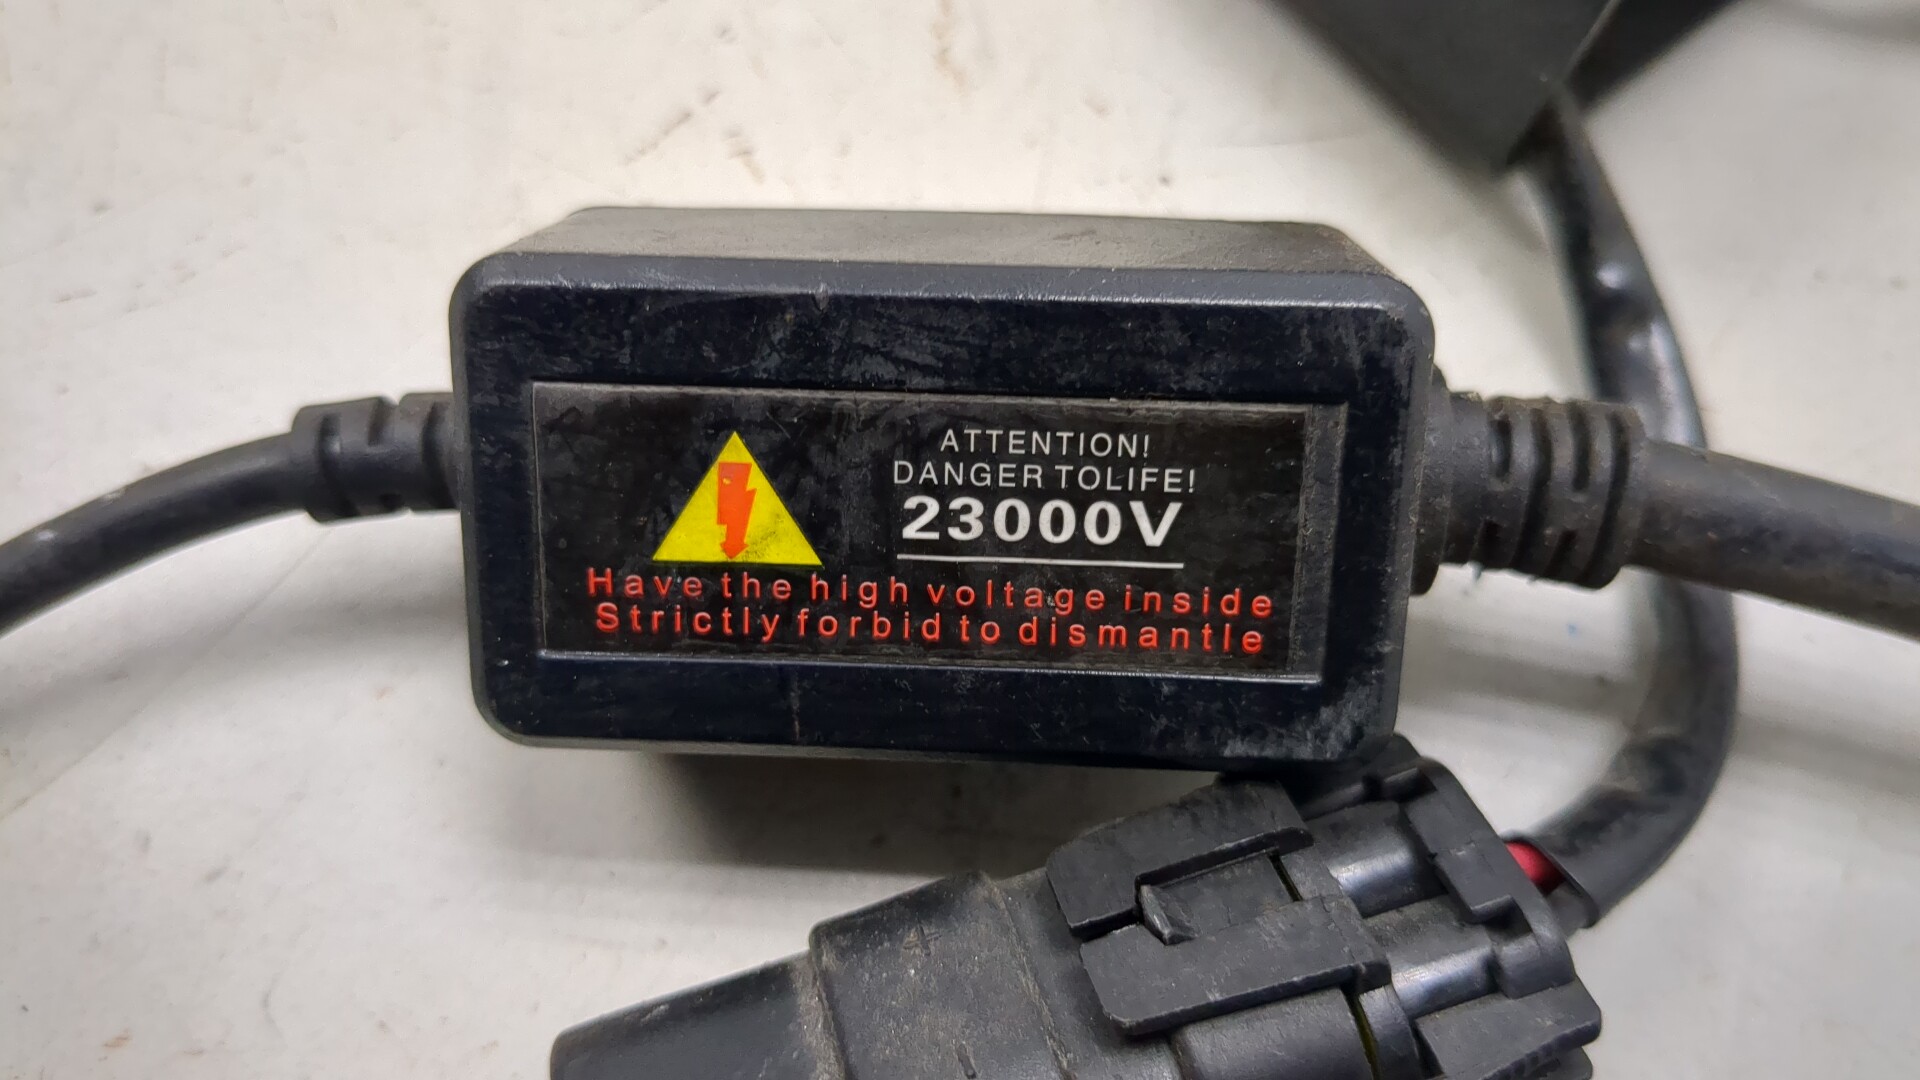 ATTENTION!
DANGER TOLIFE!
23000V
Have the high voltage inside
Strictly forbid to dismantle